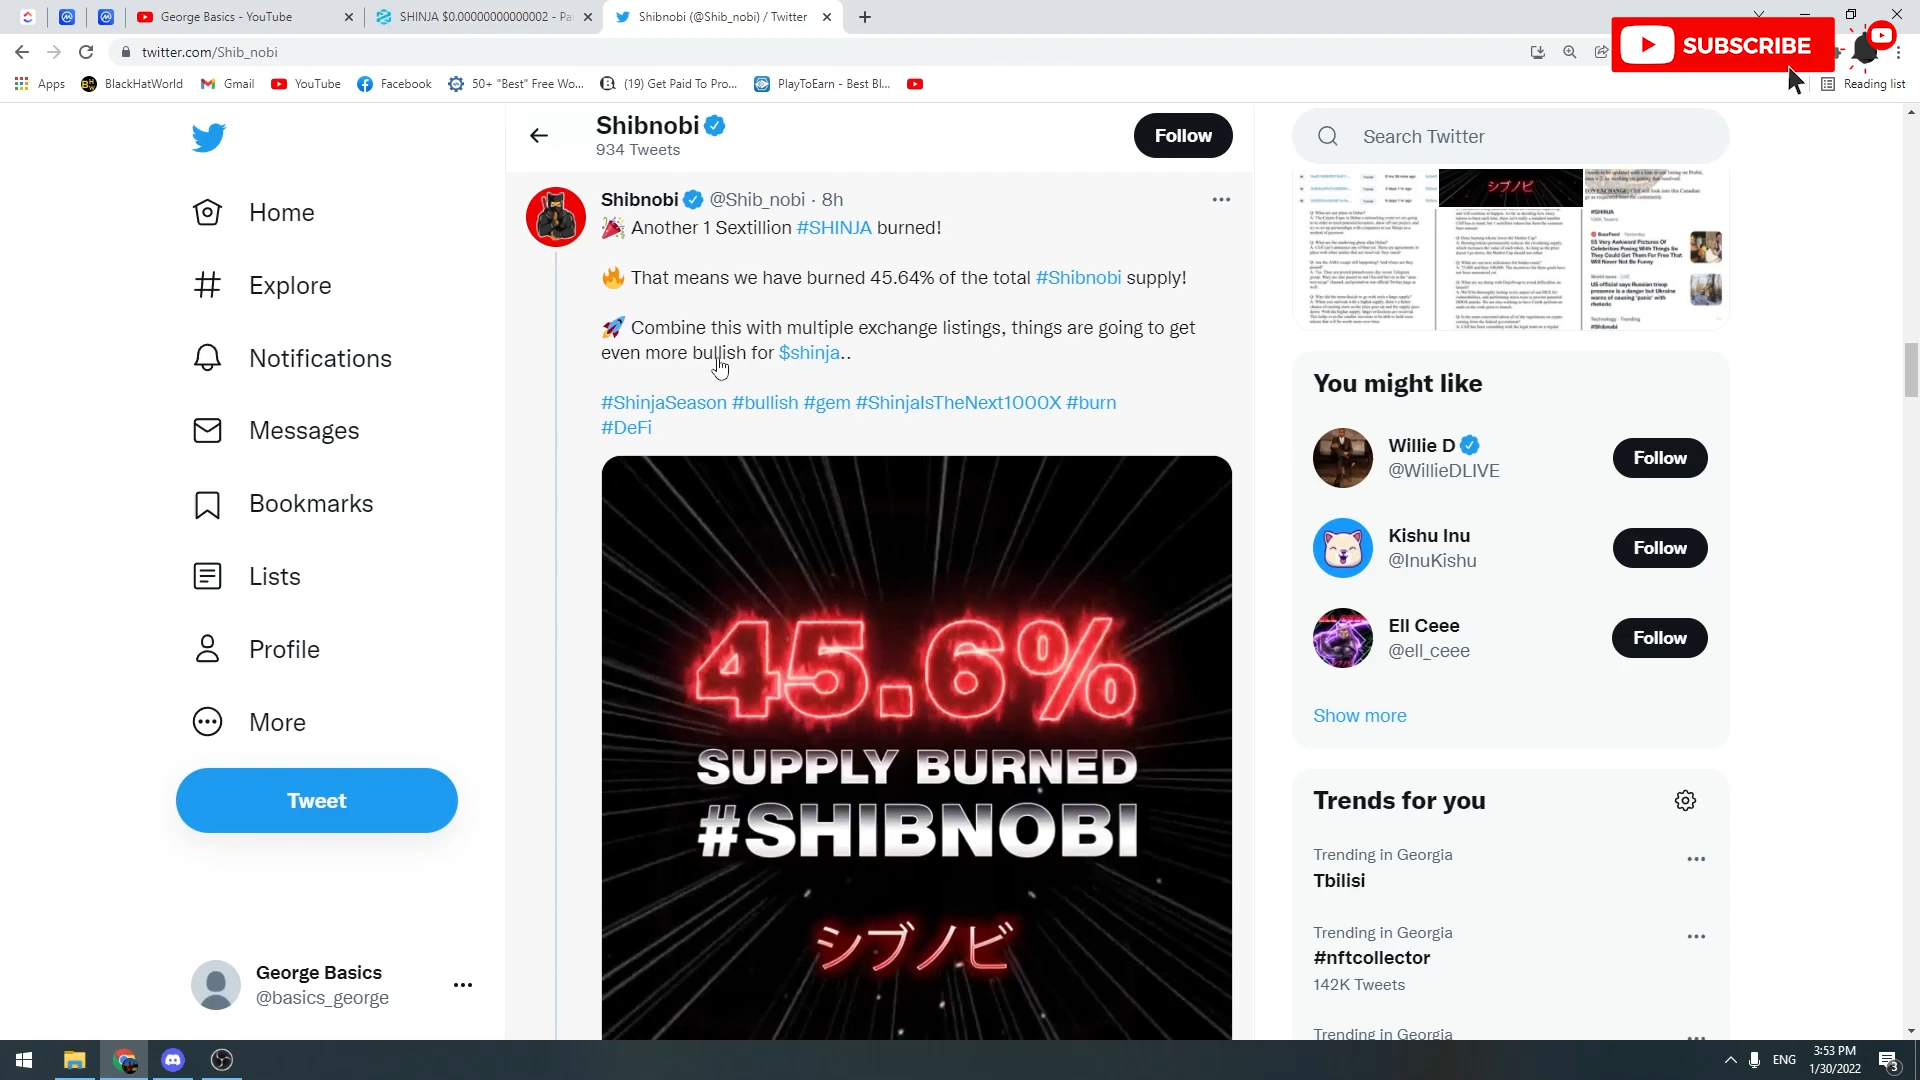 George Basics - YouTube
SHINJA $0.00000000000002 - Pa
Shibnobi (@Shib_nobi) / Twitter
twitter.com/Shib_nobi
SUBSCRIBE
Apps
BlackHatWorld
Gmail
YouTube
Facebook
50+ "Best" Free Wo...
(19) Get Paid To Pro...
PlayToEarn - Best Bl...
Reading list
Home
Explore
Notifications
Messages
Bookmarks
Lists
Profile
More
Tweet
George Basics
@basics_george
Shibnobi
934 Tweets
Follow
Shibnobi @Shib_nobi · 8h
🎉 Another 1 Sextillion #SHINJA burned!
🔥 That means we have burned 45.64% of the total #Shibnobi supply!
🚀 Combine this with multiple exchange listings, things are going to get
even more bullish for $shinja..
#ShinjaSeason #bullish #gem #ShinjaIsTheNext1000X #burn
#DeFi
45.6%
SUPPLY BURNED
#SHIBNOBI
シブノビ
Search Twitter
シブノビ
You might like
Willie D
@WillieDLIVE
Follow
Kishu Inu
@InuKishu
Follow
Ell Ceee
@ell_ceee
Follow
Show more
Trends for you
Trending in Georgia
Tbilisi
Trending in Georgia
#nftcollector
142K Tweets
Trending in Georgia
ENG
3:53 PM
1/30/2022
3